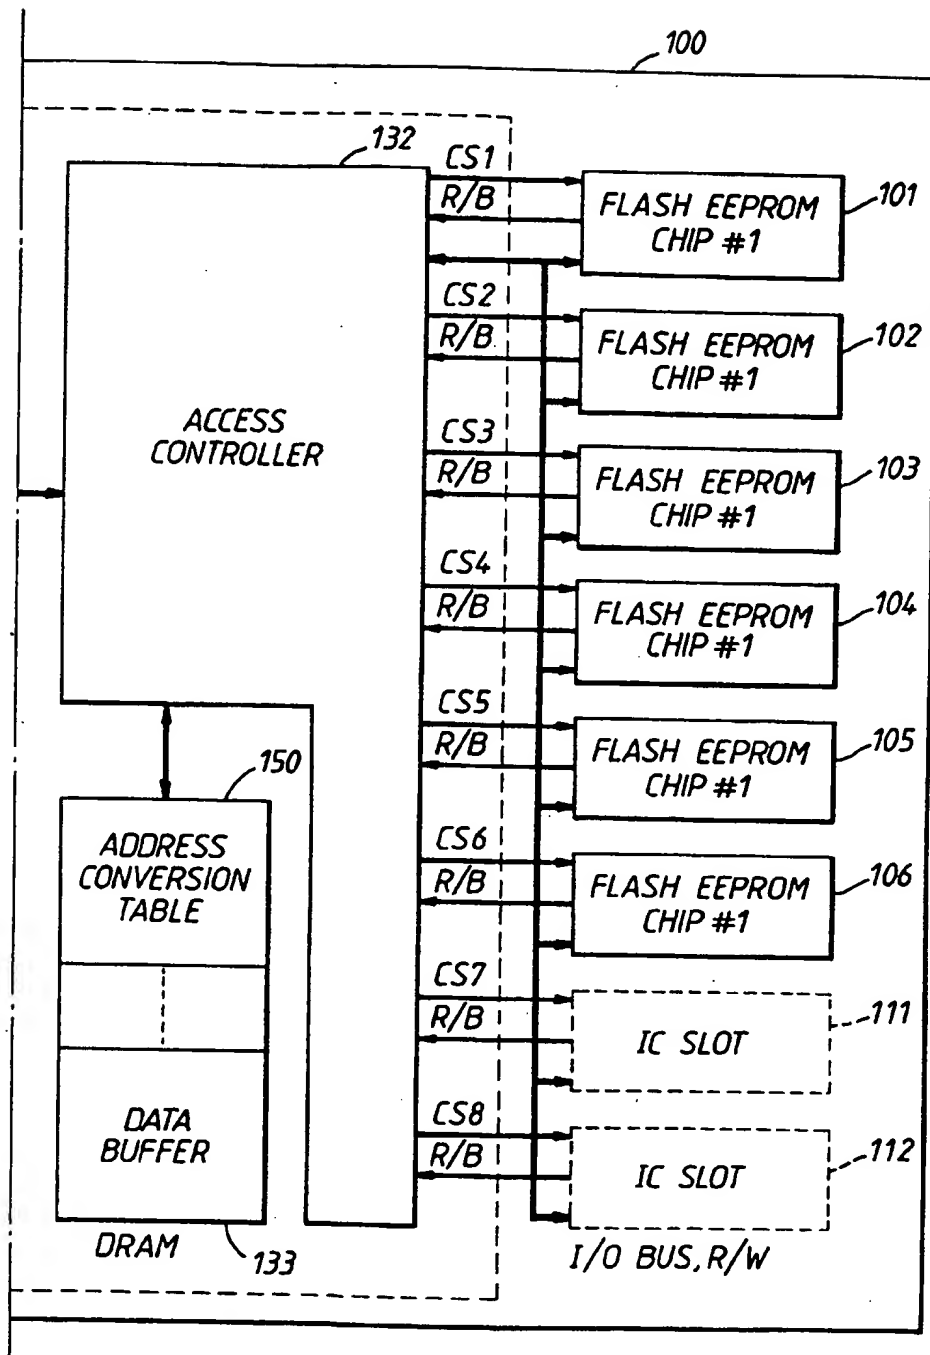 100
132
CS1
R/B
FLASH EEPROM
CHIP #1
101
CS2
R/B
FLASH EEPROM
CHIP #1
102
ACCESS
CONTROLLER
CS3
R/B
FLASH EEPROM
CHIP #1
103
CS4
R/B
FLASH EEPROM
CHIP #1
104
CS5
R/B
FLASH EEPROM
CHIP #1
105
150
ADDRESS
CONVERSION
TABLE
CS6
R/B
FLASH EEPROM
CHIP #1
106
CS7
R/B
IC SLOT
111
DATA
BUFFER
CS8
R/B
IC SLOT
112
DRAM
133
I/O BUS, R/W